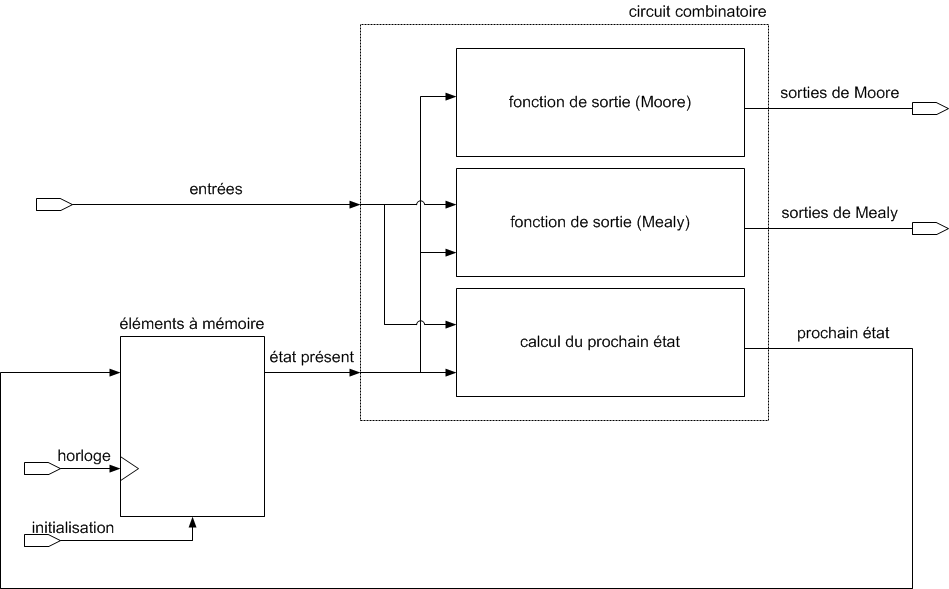 circuit combinatoire
fonction de sortie (Moore)
sorties de Moore
entrées
fonction de sortie (Mealy)
sorties de Mealy
éléments à mémoire
état présent
calcul du prochain état
prochain état
horloge
initialisation